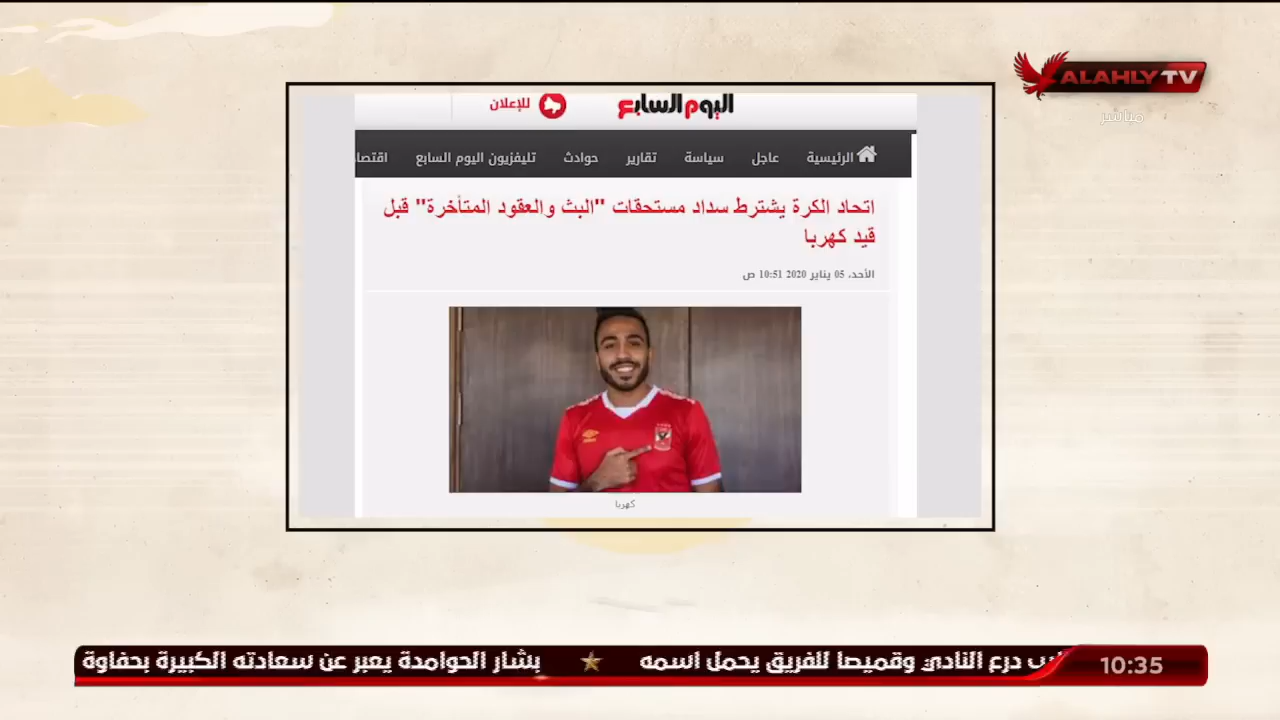 ALAHLY TV
مباشر
اليوم السابع
للإعلان
الرئيسية عاجل سياسة تقارير حوادث تليفزيون اليوم السابع
اتحاد الكرة يشترط سداد مستحقات "البث والعقود المتأخرة" قبل
قيد كهربا
الأحد، 05 يناير 2020 10:51 ص
كهربا
درع النادي وقميصا للفريق يحمل اسمه
بشار الحوامدة يعبر عن سعادته الكبيرة بحفاوة
10:35